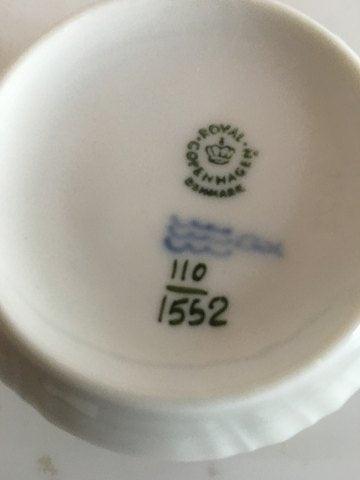 ROYAL
COPENHAGEN
DENMARK
110
1552